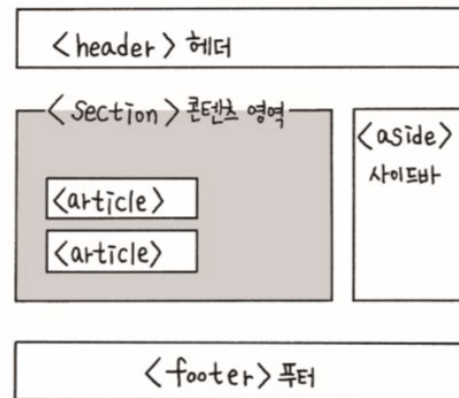 <header> 헤더
<section> 콘텐츠 영역
<article>
<article>
<aside>
사이드바
<footer> 푸터